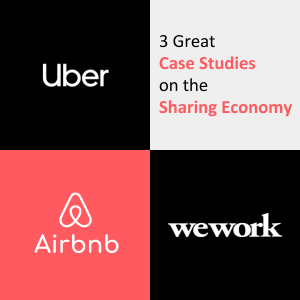 Uber
3 Great
Case Studies
on the
Sharing Economy
Airbnb
wework